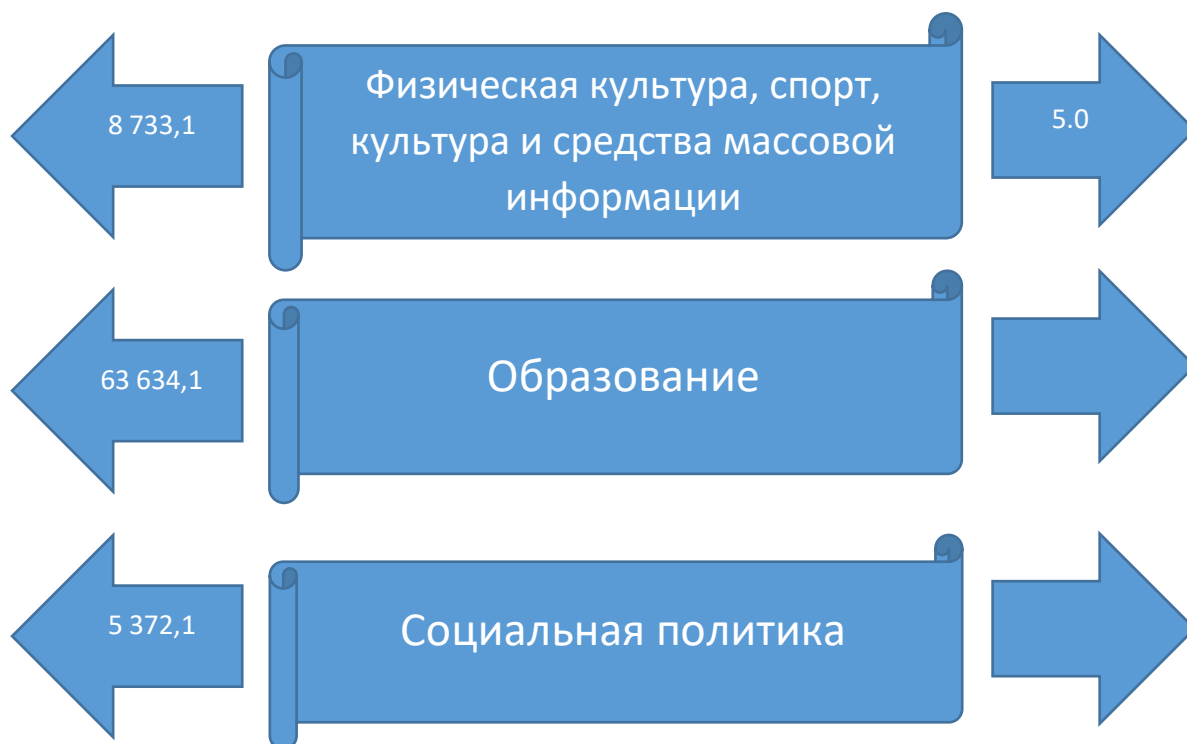 8 733,1
Физическая культура, спорт,
культура и средства массовой
информации
5.0
63 634,1
Образование
5 372,1
Социальная политика